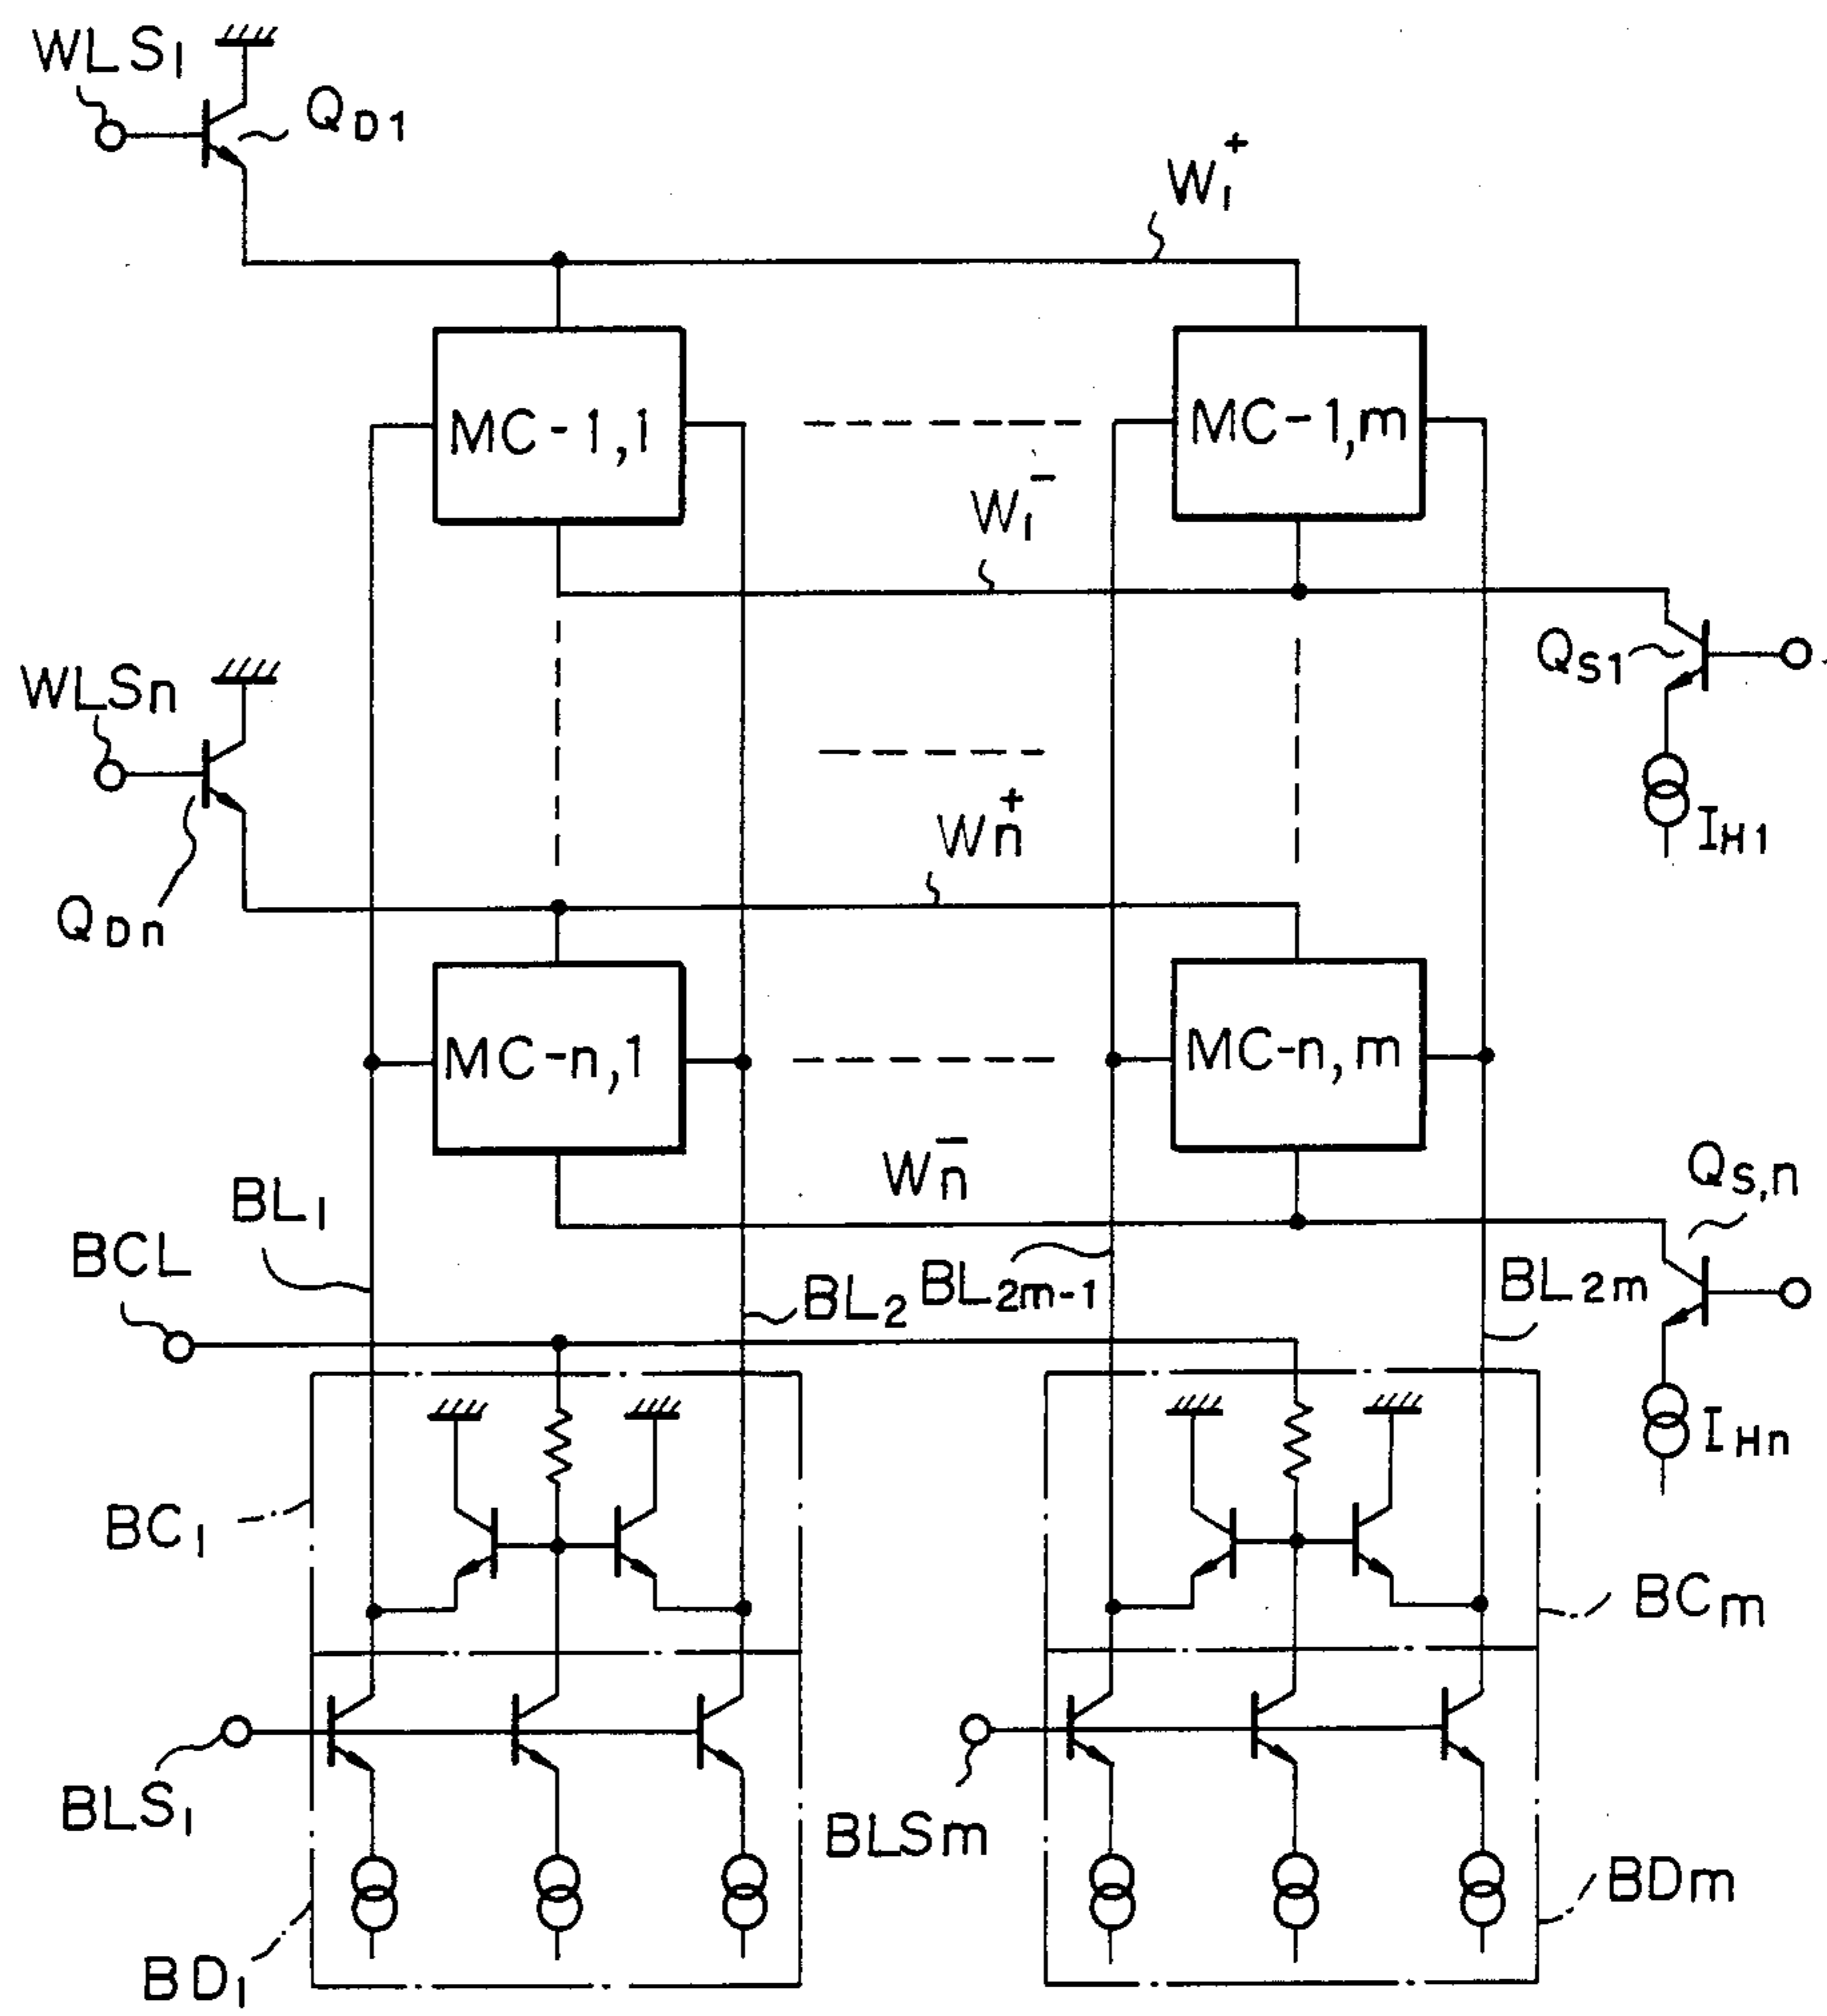 WLS1
QD1
W1+
MC-1,1
MC-1,m
W1-
WLSn
QS1
IH1
Wn+
QDn
MC-n,1
MC-n,m
Wn-
QS,n
BL1
BCL
BL2
BL2m-1
BL2m
IHn
BC1
BCm
BLS1
BLSm
BD1
BDm